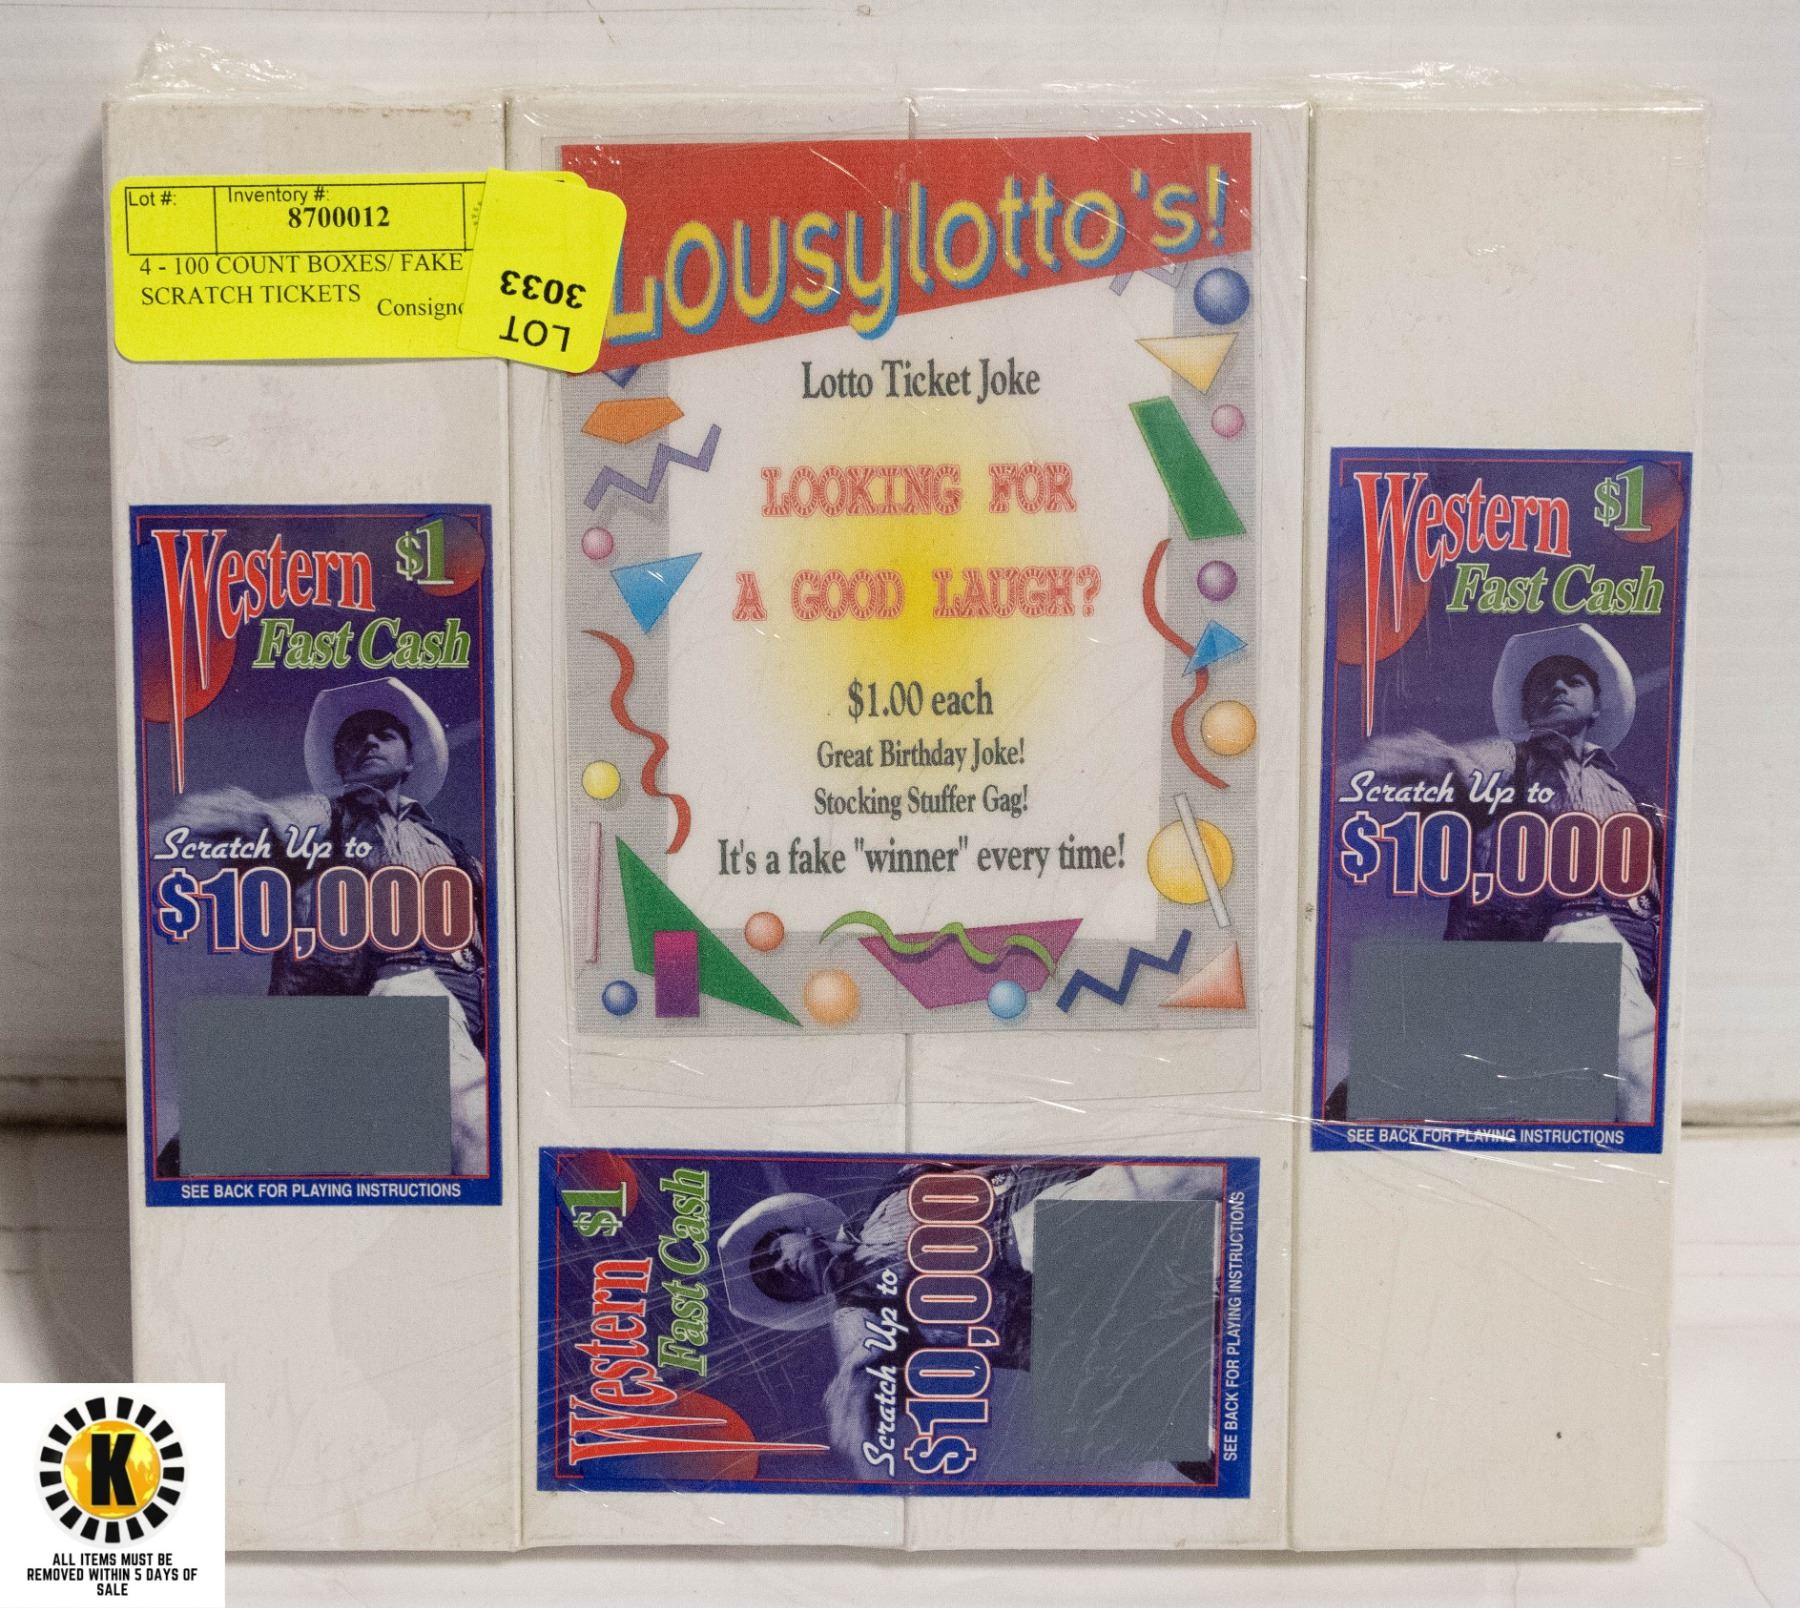 Lot #:
Inventory #:
8700012
4 - 100 COUNT BOXES/ FAKE
SCRATCH TICKETS
LOT
3033
Lousylotto's!
Lotto Ticket Joke
LOOKING FOR
A GOOD LAUGH?
$1.00 each
Great Birthday Joke!
Stocking Stuffer Gag!
It's a fake "winner" every time!
Western $1
Fast Cash
Scratch Up to
$10,000
SEE BACK FOR PLAYING INSTRUCTIONS
Western $1
Fast Cash
Scratch Up to
$10,000
SEE BACK FOR PLAYING INSTRUCTIONS
Western $1
Fast Cash
Scratch Up to
$10,000
SEE BACK FOR PLAYING INSTRUCTIONS
K
ALL ITEMS MUST BE
REMOVED WITHIN 5 DAYS OF
SALE